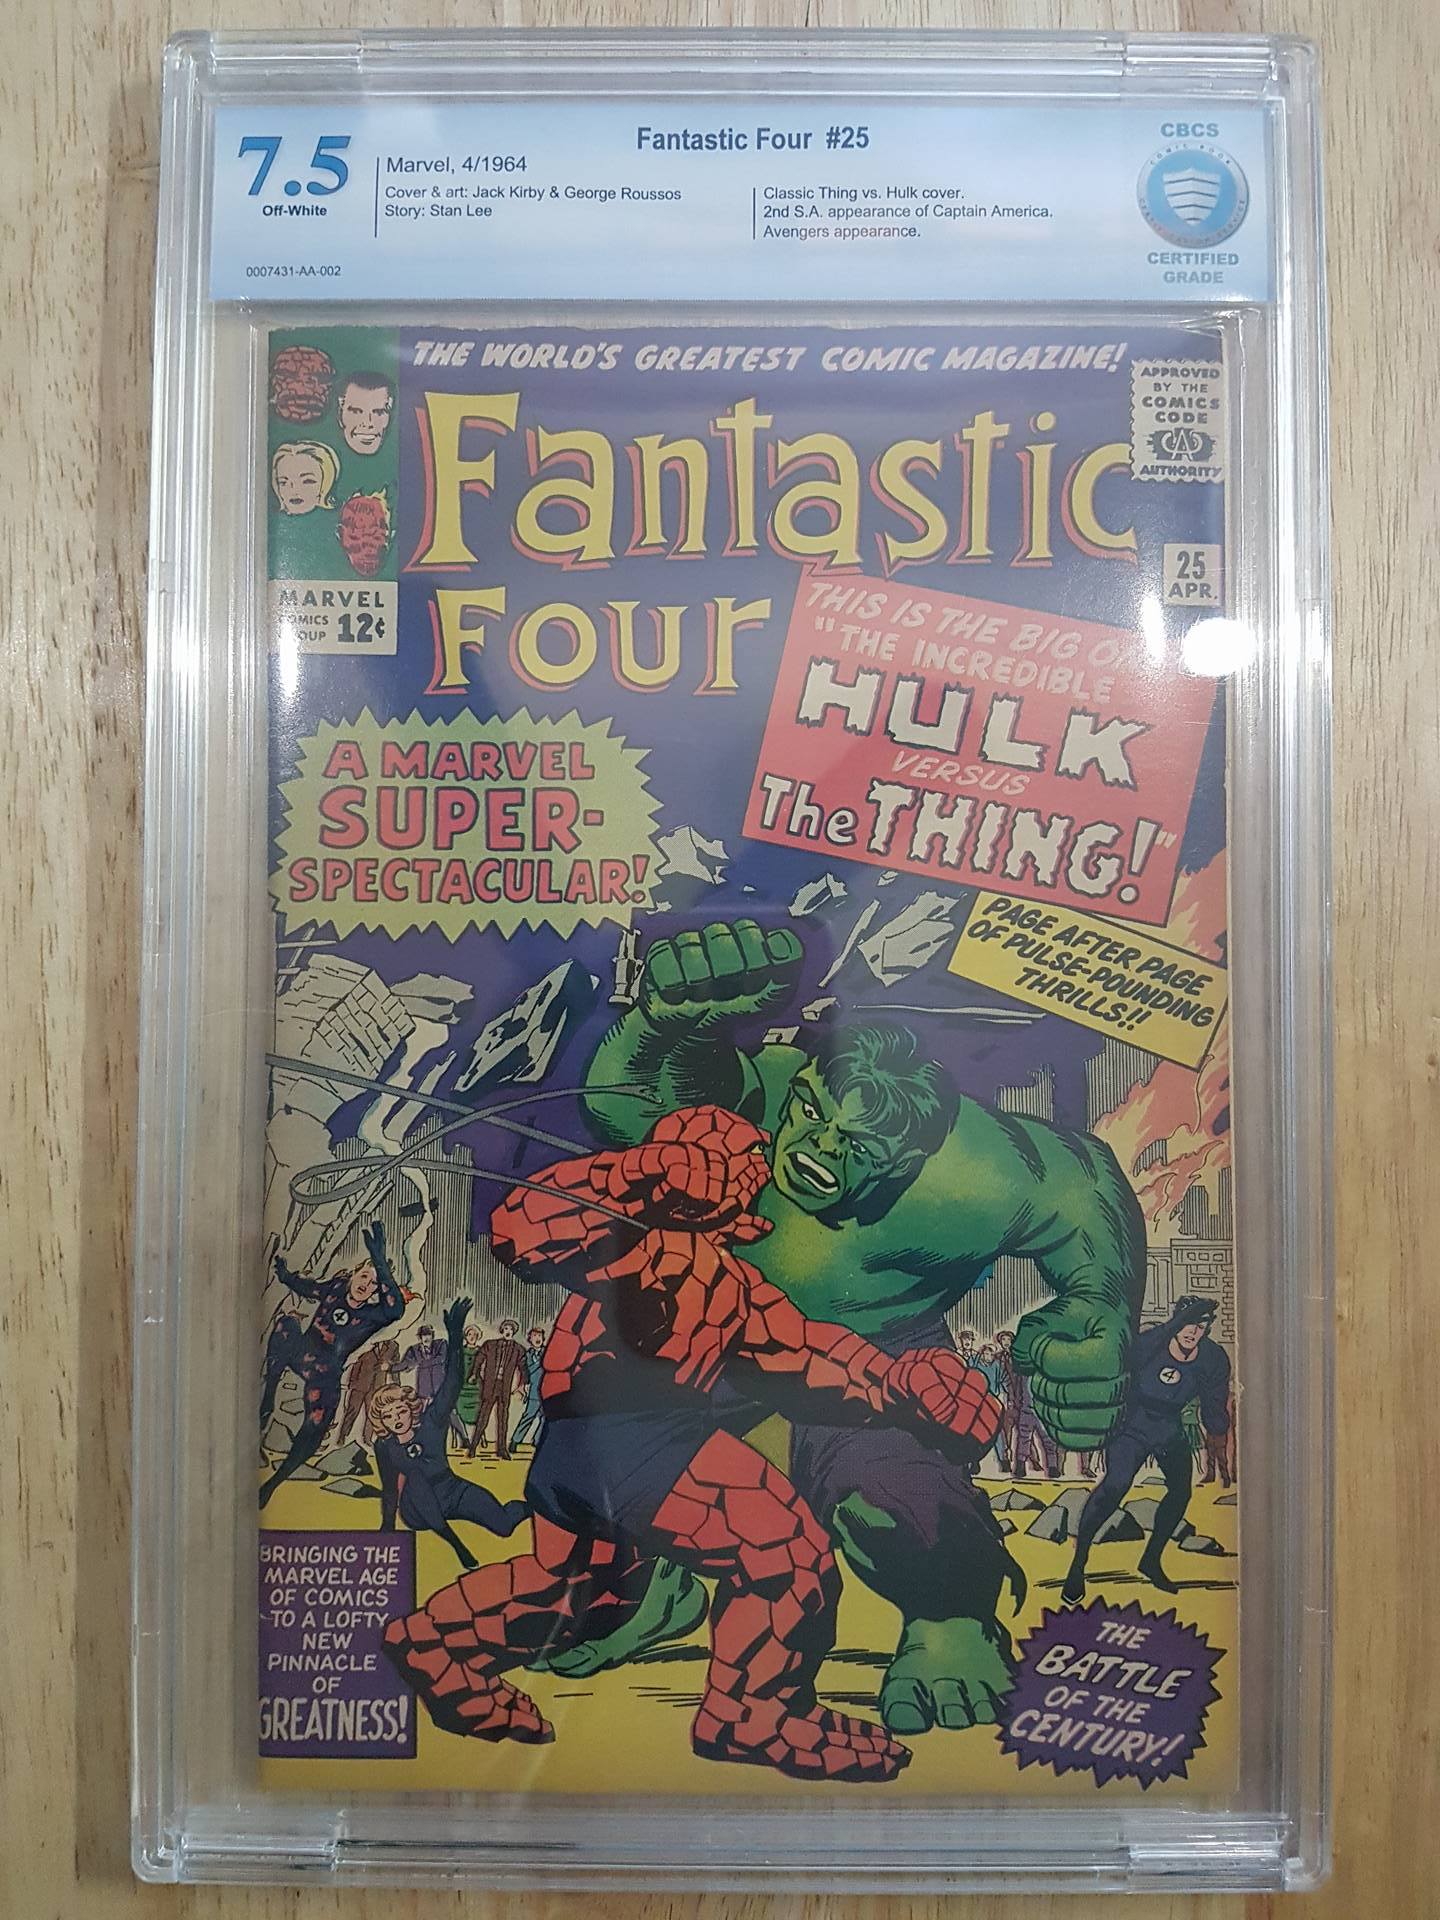 7.5
Off-White
0007431-AA-002
Fantastic Four #25
Marvel, 4/1964
Cover & art: Jack Kirby & George Roussos
Story: Stan Lee
Classic Thing vs. Hulk cover.
2nd S.A. appearance of Captain America.
Avengers appearance.
CBCS
CERTIFIED
GRADE
THE WORLD'S GREATEST COMIC MAGAZINE!
APPROVED
BY THE
COMICS
CODE
CA
AUTHORITY
Fantastic
Four
MARVEL
COMICS
GROUP 12¢
25
APR.
THIS IS THE BIG
"THE INCREDIBLE
HULK
VERSUS
The THING!"
A MARVEL
SUPER-
SPECTACULAR!
PAGE AFTER PAGE
OF PULSE-POUNDING
THRILLS!!
4
4
4
BRINGING THE
MARVEL AGE
OF COMICS
TO A LOFTY
NEW
PINNACLE
OF
GREATNESS!
THE
BATTLE
OF THE
CENTURY!